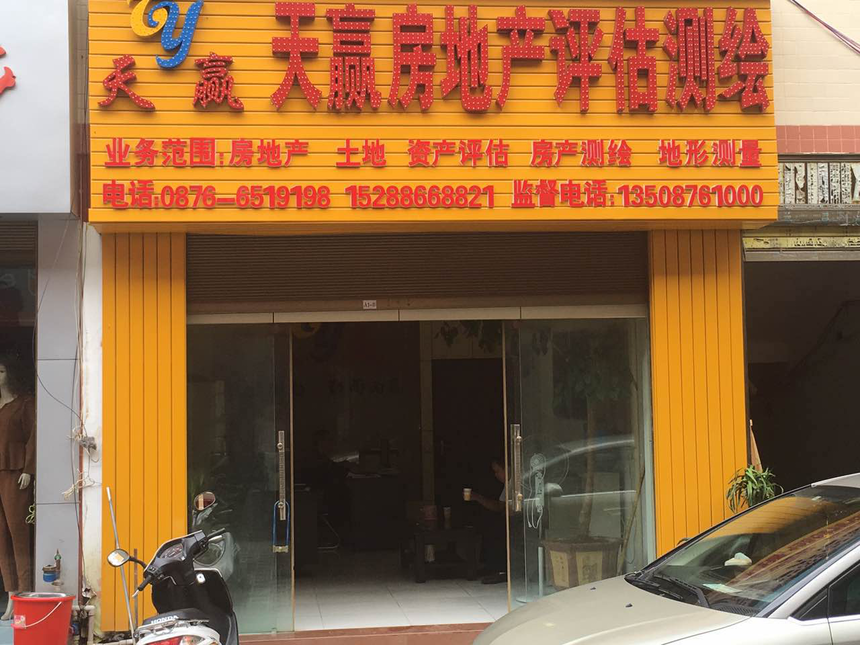 天赢 天赢房地产评估测绘
业务范围:房地产 土地 资产评估 房产测绘 地形测量
电话:0876—6519198 15288668821 监督电话:13508761000
HONDA